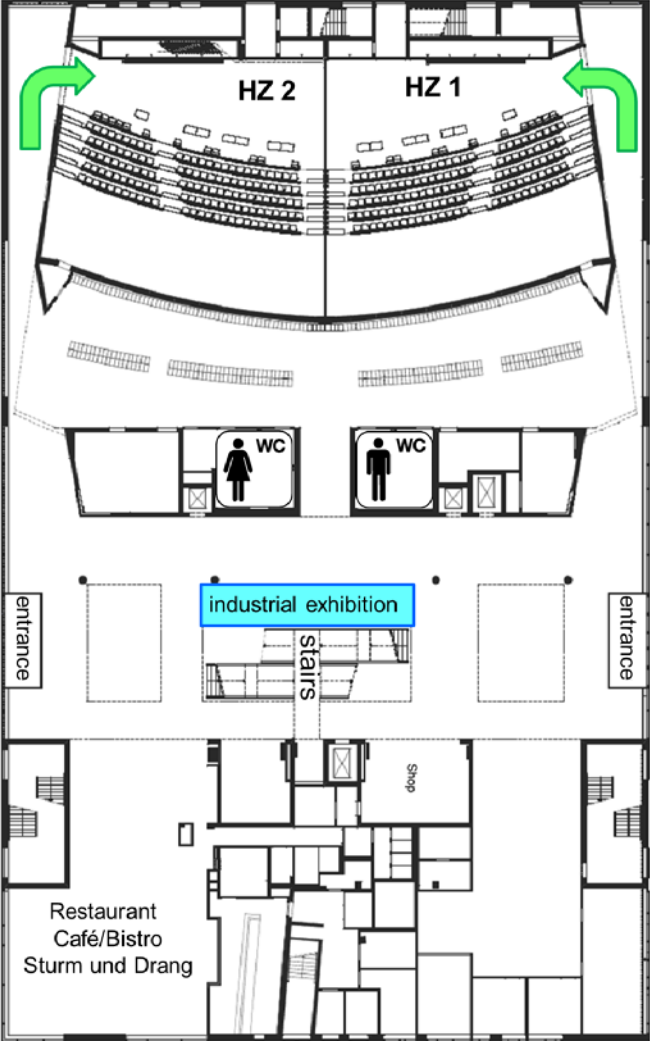 HZ 2
HZ 1
WC
WC
industrial exhibition
entrance
entrance
stairs
Shop
Restaurant
Café/Bistro
Sturm und Drang